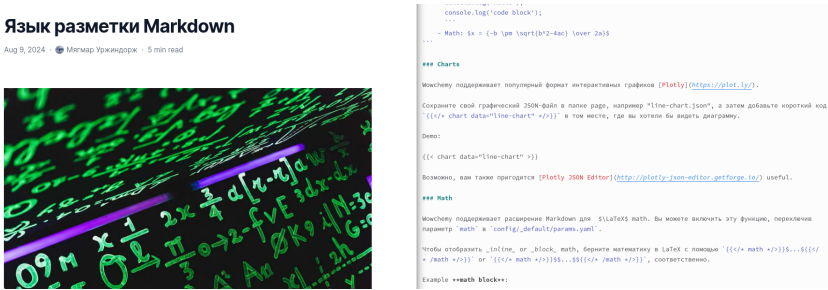 Язык разметки Markdown
Aug 9, 2024 · Мягмар Уржиндорж · 5 min read
console.log('code block');
```
- Math: $x = {-b \pm \sqrt{b^2-4ac} \over 2a}$
```
### Charts
Wowchemy поддерживает популярный формат интерактивных графиков [Plotly](https://plot.ly/).
Сохраните свой графический JSON-файл в папке page, например "line-chart.json", а затем добавьте короткий код
`{{</* chart data="line-chart" */>}}` в том месте, где вы хотели бы видеть диаграмму.
Demo:
{{< chart data="line-chart" >}}
Возможно, вам также пригодится [Plotly JSON Editor](http://plotly-json-editor.getforge.io/) useful.
### Math
Wowchemy поддерживает расширение Markdown для $\LaTeX$ math. Вы можете включить эту функцию, переключив
параметр `math` в `config/_default/params.yaml`.
Чтобы отобразить _inline_ or _block_ math, берните математику в LaTeX с помощью `{{</* math */>}}$...${{</*
/math */>}}` or `{{</* math */>}}$$...$${{</* /math */>}}`, соответственно.
Example **math block**: